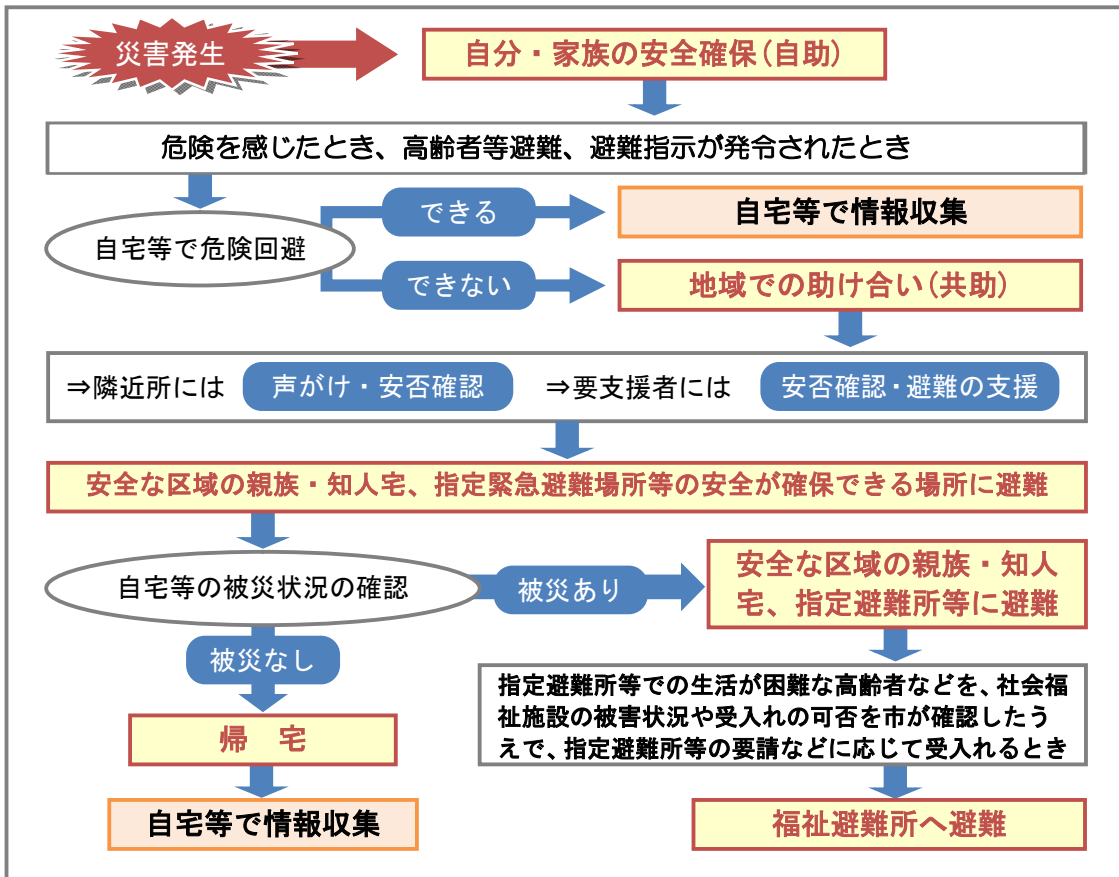 災害発生
自分・家族の安全確保(自助)
危険を感じたとき、高齢者等避難、避難指示が発令されたとき
自宅等で危険回避
できる
自宅等で情報収集
できない
地域での助け合い(共助)
⇒隣近所には 声がけ・安否確認 ⇒要支援者には 安否確認・避難の支援
安全な区域の親族・知人宅、指定緊急避難場所等の安全が確保できる場所に避難
自宅等の被災状況の確認
被災あり
安全な区域の親族・知人
宅、指定避難所等に避難
被災なし
帰 宅
自宅等で情報収集
指定避難所等での生活が困難な高齢者などを、社会福
祉施設の被害状況や受入れの可否を市が確認したう
えで、指定避難所等の要請などに応じて受入れるとき
福祉避難所へ避難